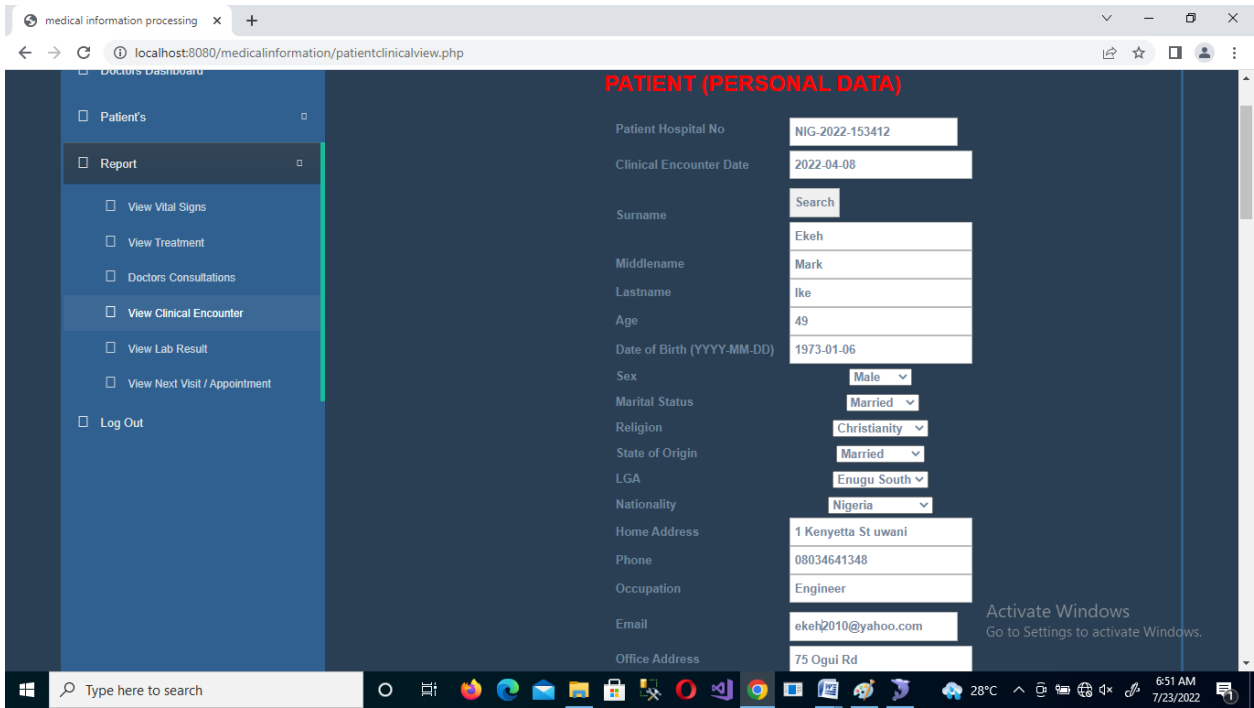 medical information processing
localhost:8080/medicalinformation/patientclinicalview.php
Doctors Dashboard
Patient's
Report
View Vital Signs
View Treatment
Doctors Consultations
View Clinical Encounter
View Lab Result
View Next Visit / Appointment
Log Out
PATIENT (PERSONAL DATA)
Patient Hospital No NIG-2022-153412
Clinical Encounter Date 2022-04-08
Search
Surname Ekeh
Middlename Mark
Lastname Ike
Age 49
Date of Birth (YYYY-MM-DD) 1973-01-06
Sex Male
Marital Status Married
Religion Christianity
State of Origin Married
LGA Enugu South
Nationality Nigeria
Home Address 1 Kenyetta St uwani
Phone 08034641348
Occupation Engineer
Email ekeh2010@yahoo.com
Office Address 75 Ogui Rd
Activate Windows
Go to Settings to activate Windows.
Type here to search
28°C
6:51 AM
7/23/2022
1